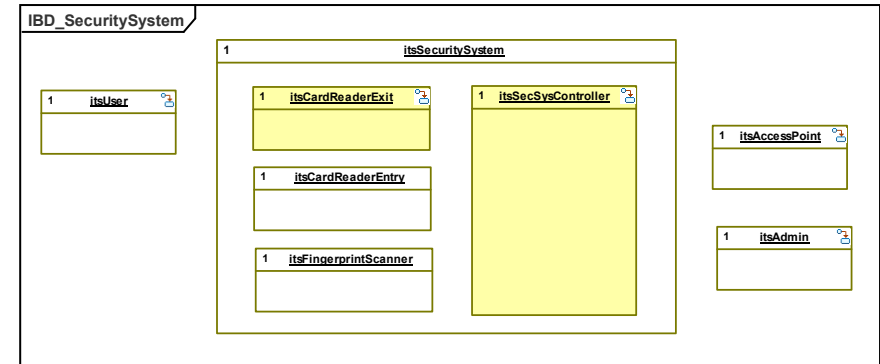 IBD_SecuritySystem
1 itsSecuritySystem
1 itsUser
1 itsCardReaderExit
1 itsSecSysController
1 itsAccessPoint
1 itsCardReaderEntry
1 itsAdmin
1 itsFingerprintScanner